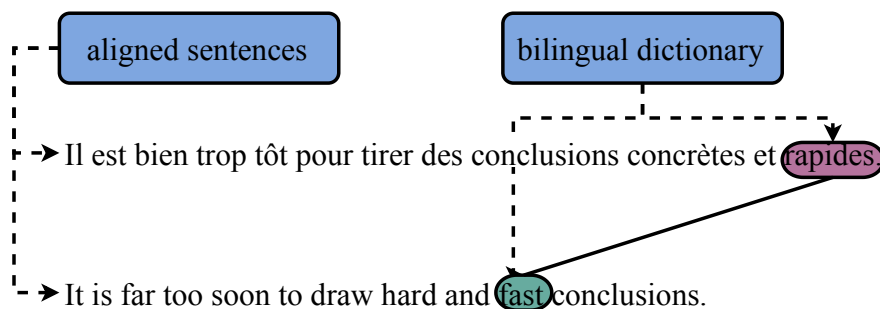 aligned sentences
bilingual dictionary
Il est bien trop tôt pour tirer des conclusions concrètes et rapides.
It is far too soon to draw hard and fast conclusions.